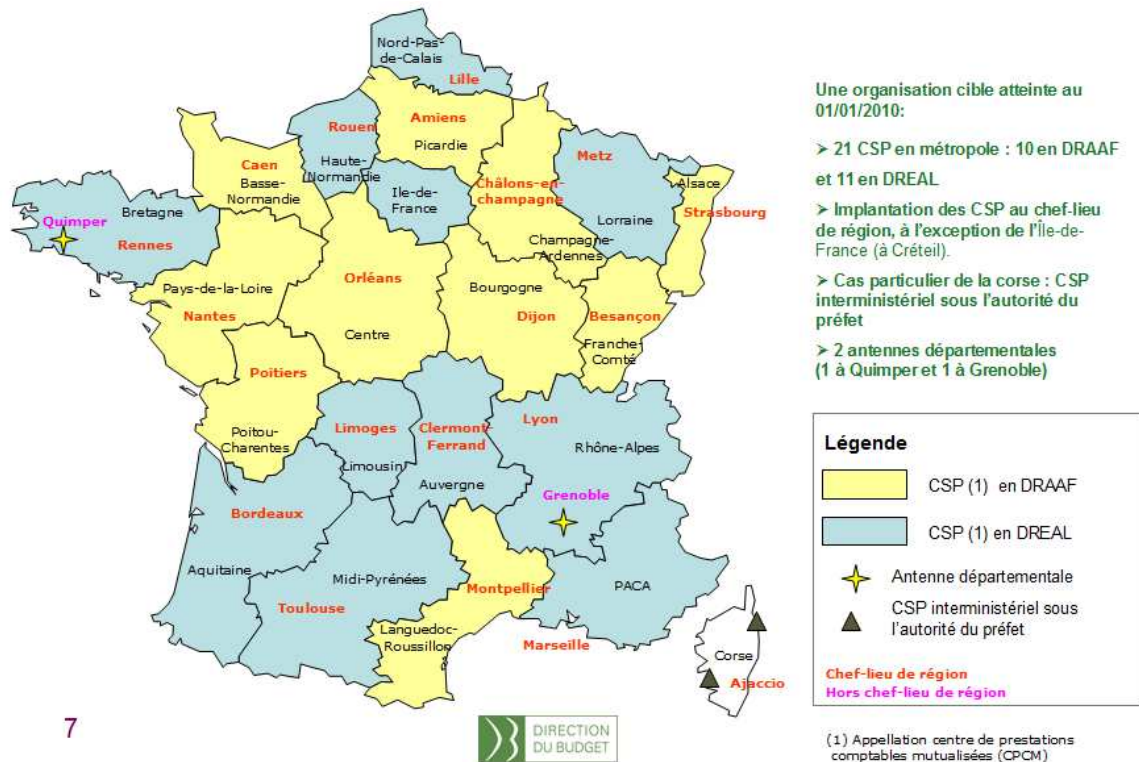 Nord-Pas-
de-Calais
Lille
Amiens
Picardie
Rouen
Haute-
Normandie
Caen
Basse-
Normandie
Ile-de-
France
Châlons-en-
champagne
Champagne-
Ardennes
Metz
Lorraine
Alsace
Strasbourg
Bretagne
Quimper
Rennes
Pays-de-la-Loire
Nantes
Orléans
Centre
Bourgogne
Dijon
Besançon
Franche-
Comté
Poitiers
Poitou-
Charentes
Limoges
Limousin
Clermont-
Ferrand
Auvergne
Lyon
Rhône-Alpes
Grenoble
Bordeaux
Aquitaine
Midi-Pyrénées
Toulouse
Montpellier
Languedoc-
Roussillon
PACA
Marseille
Corse
Ajaccio
Une organisation cible atteinte au
01/01/2010:
➢ 21 CSP en métropole : 10 en DRAAF
et 11 en DREAL
➢ Implantation des CSP au chef-lieu
de région, à l'exception de l'Île-de-
France (à Créteil).
➢ Cas particulier de la corse : CSP
interministériel sous l'autorité du
préfet
➢ 2 antennes départementales
(1 à Quimper et 1 à Grenoble)
Légende
CSP (1) en DRAAF
CSP (1) en DREAL
Antenne départementale
CSP interministériel sous
l'autorité du préfet
Chef-lieu de région
Hors chef-lieu de région
(1) Appellation centre de prestations
comptables mutualisées (CPCM)
7
DIRECTION
DU BUDGET